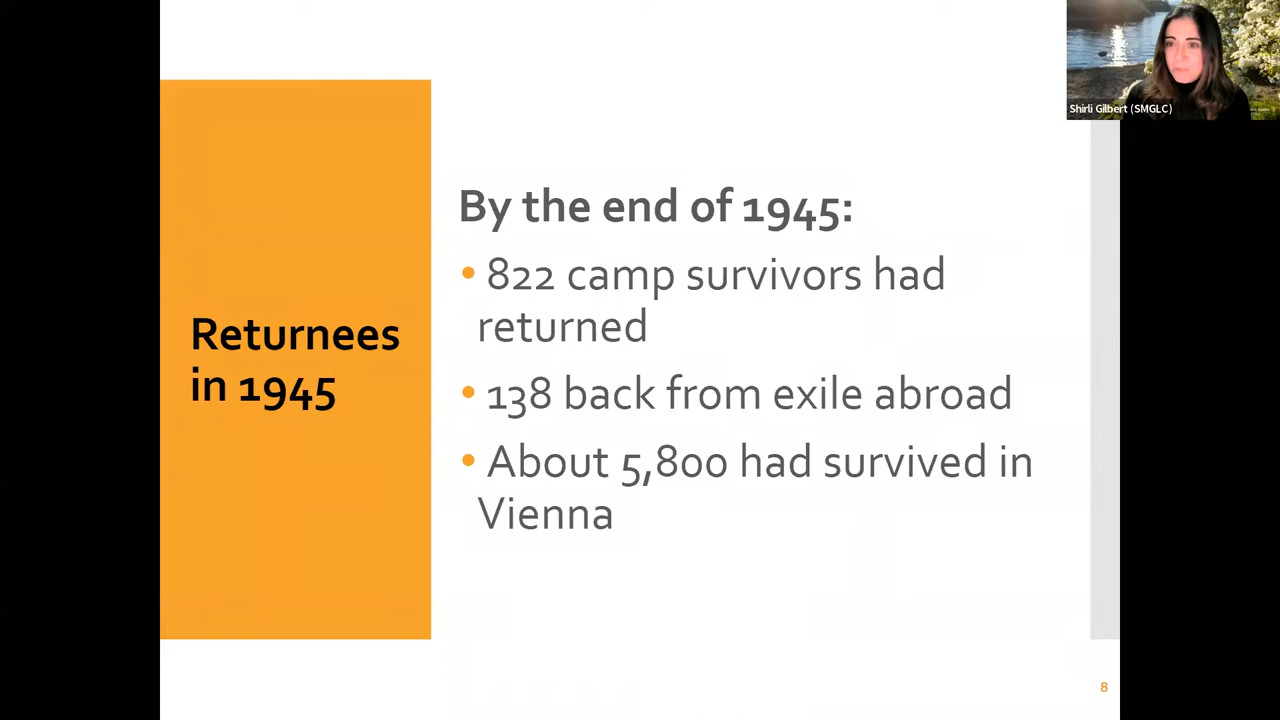 Shirli Gilbert (SMGLC)
Returnees
in 1945
By the end of 1945:
• 822 camp survivors had
returned
• 138 back from exile abroad
• About 5,800 had survived in
Vienna
8